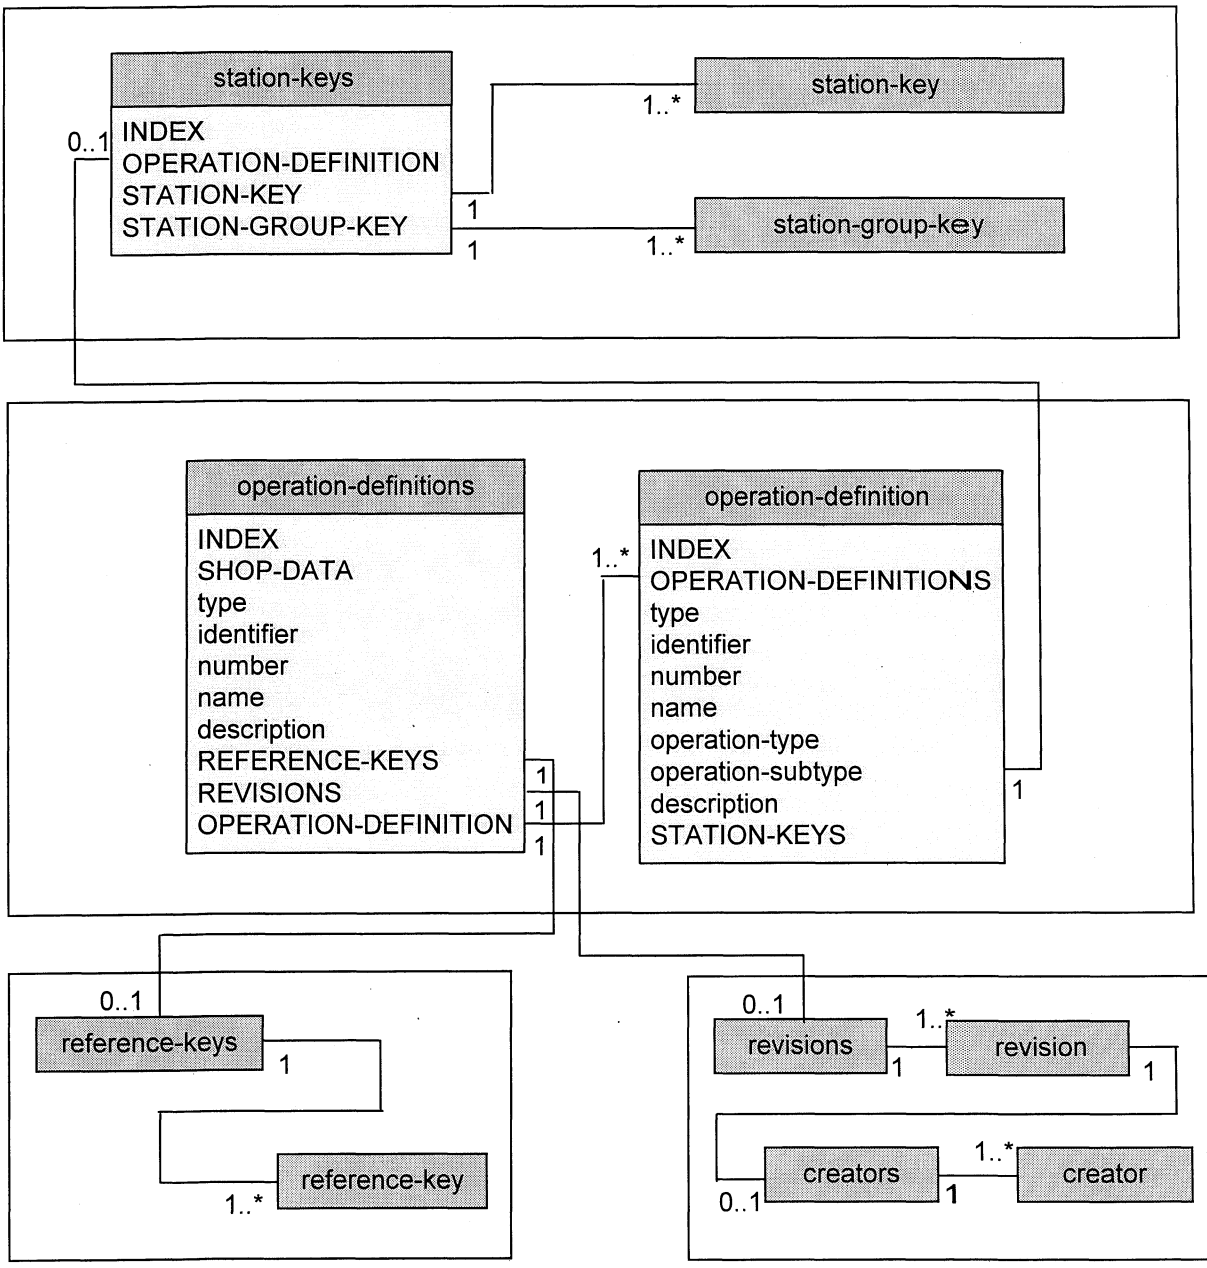 station-keys
INDEX
OPERATION-DEFINITION
STATION-KEY
STATION-GROUP-KEY
0..1
1
1
1..*
station-key
1..*
station-group-key
operation-definitions
INDEX
SHOP-DATA
type
identifier
number
name
description
REFERENCE-KEYS
REVISIONS
OPERATION-DEFINITION
1
1
1
1..*
operation-definition
INDEX
OPERATION-DEFINITIONS
type
identifier
number
name
operation-type
operation-subtype
description
STATION-KEYS
1
0..1
reference-keys
1
1..*
reference-key
0..1
revisions
1
1..*
revision
1
0..1
creators
1
1..*
creator